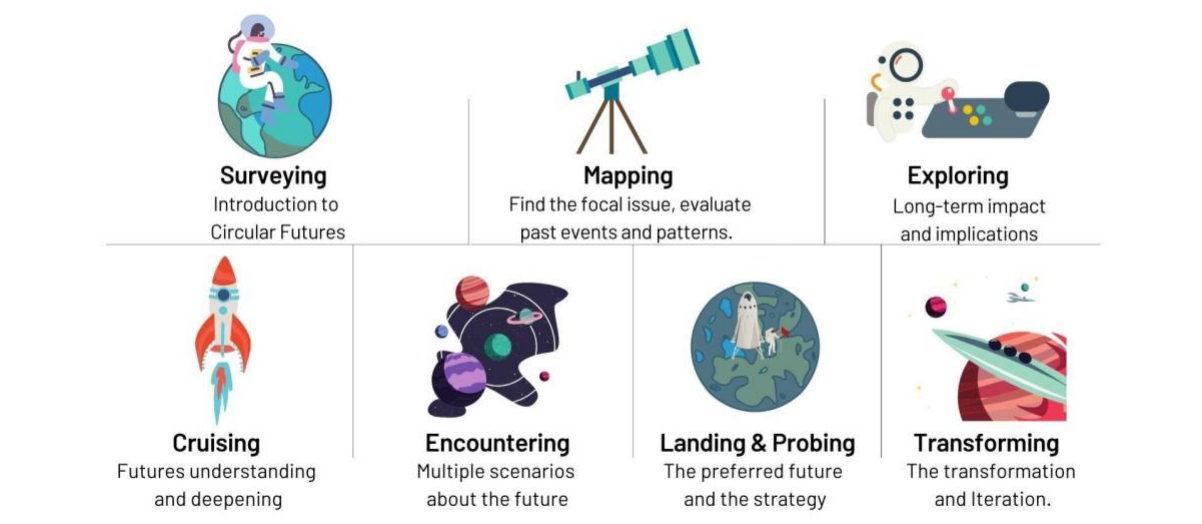 Surveying
Introduction to
Circular Futures
Mapping
Find the focal issue, evaluate
past events and patterns.
Exploring
Long-term impact
and implications
Cruising
Futures understanding
and deepening
Encountering
Multiple scenarios
about the future
Landing & Probing
The preferred future
and the strategy
Transforming
The transformation
and Iteration.